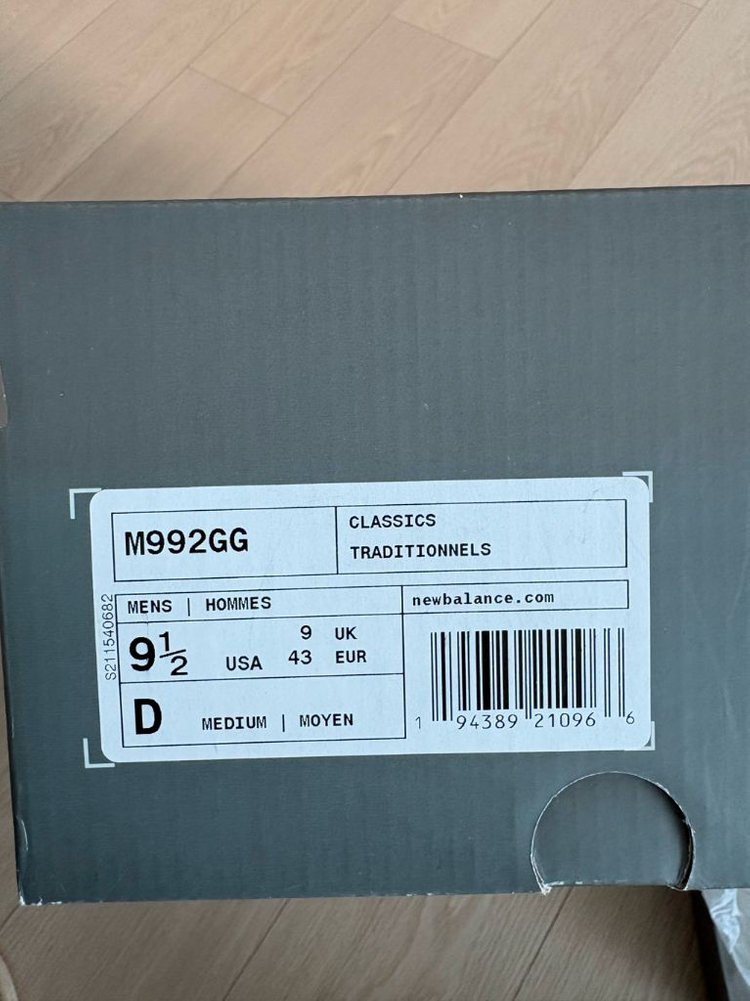 M992GG
CLASSICS
TRADITIONNELS
MENS | HOMMES
newbalance.com
S211540682
9½ USA
9 UK
43 EUR
D MEDIUM | MOYEN
1 94389 21096 6